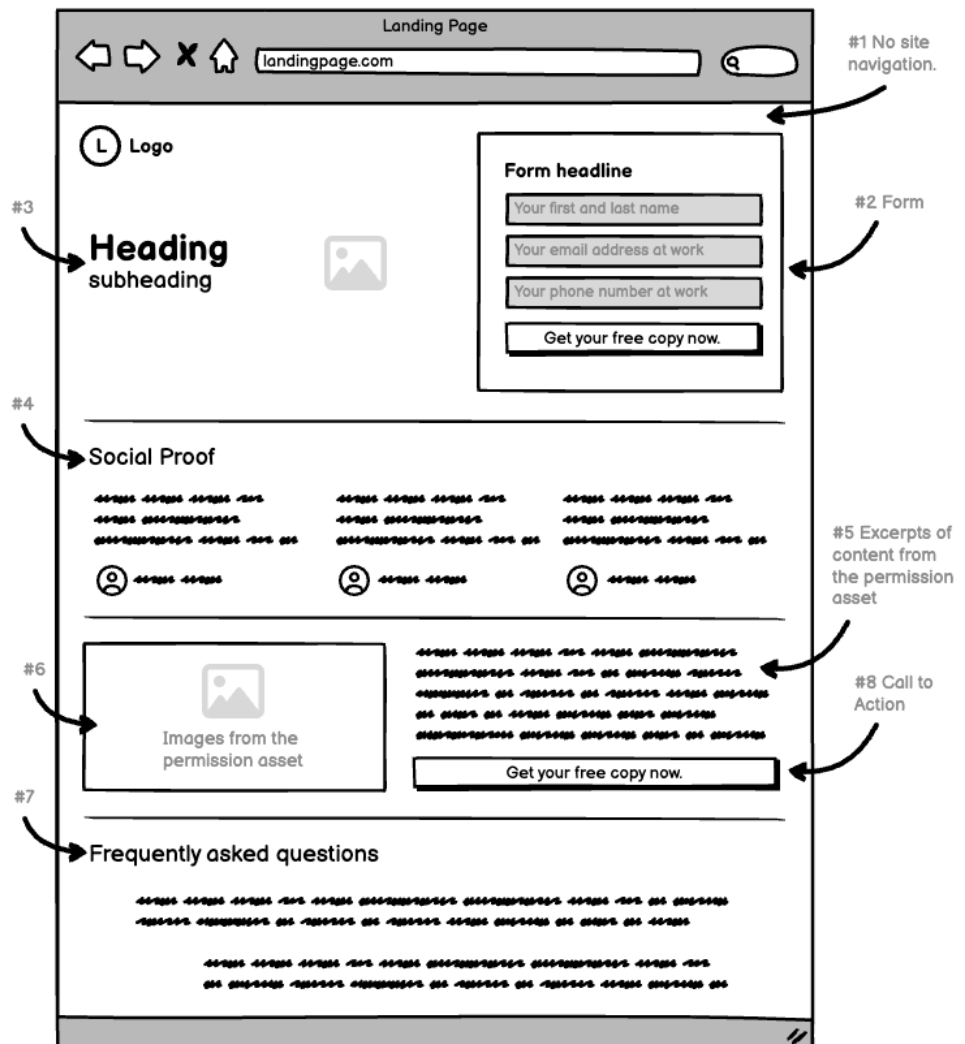 Landing Page
landingpage.com
#1 No site
navigation.
L
Logo
Form headline
Your first and last name
#2 Form
#3
Heading
Your email address at work
subheading
Your phone number at work
Get your free copy now.
#4
Social Proof
#5 Excerpts of
content from
the permission
asset
#6
#8 Call to
Action
Images from the
permission asset
Get your free copy now.
#7
Frequently asked questions